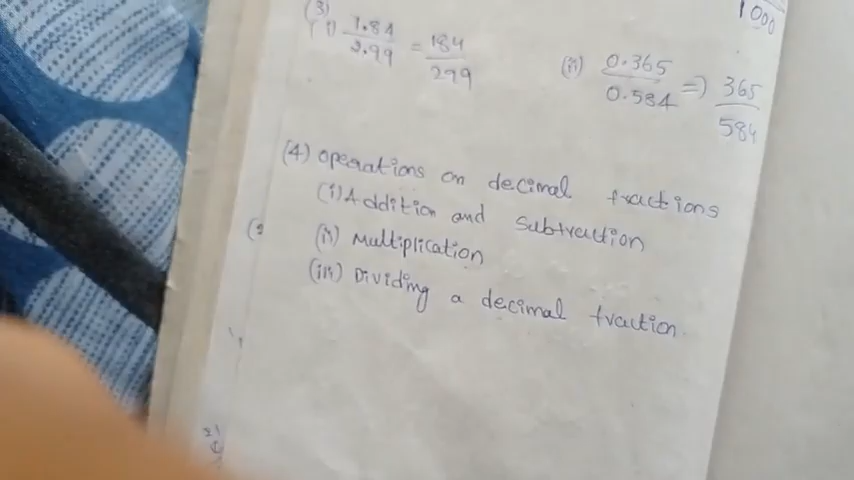 1000
(3)
(i) 1.84/2.99 = 184/299
(ii) 0.365/0.584 => 365/584
(4) Operations on decimal fractions
(i) Addition and Subtraction
(ii) Multiplication
(iii) Dividing a decimal fraction.